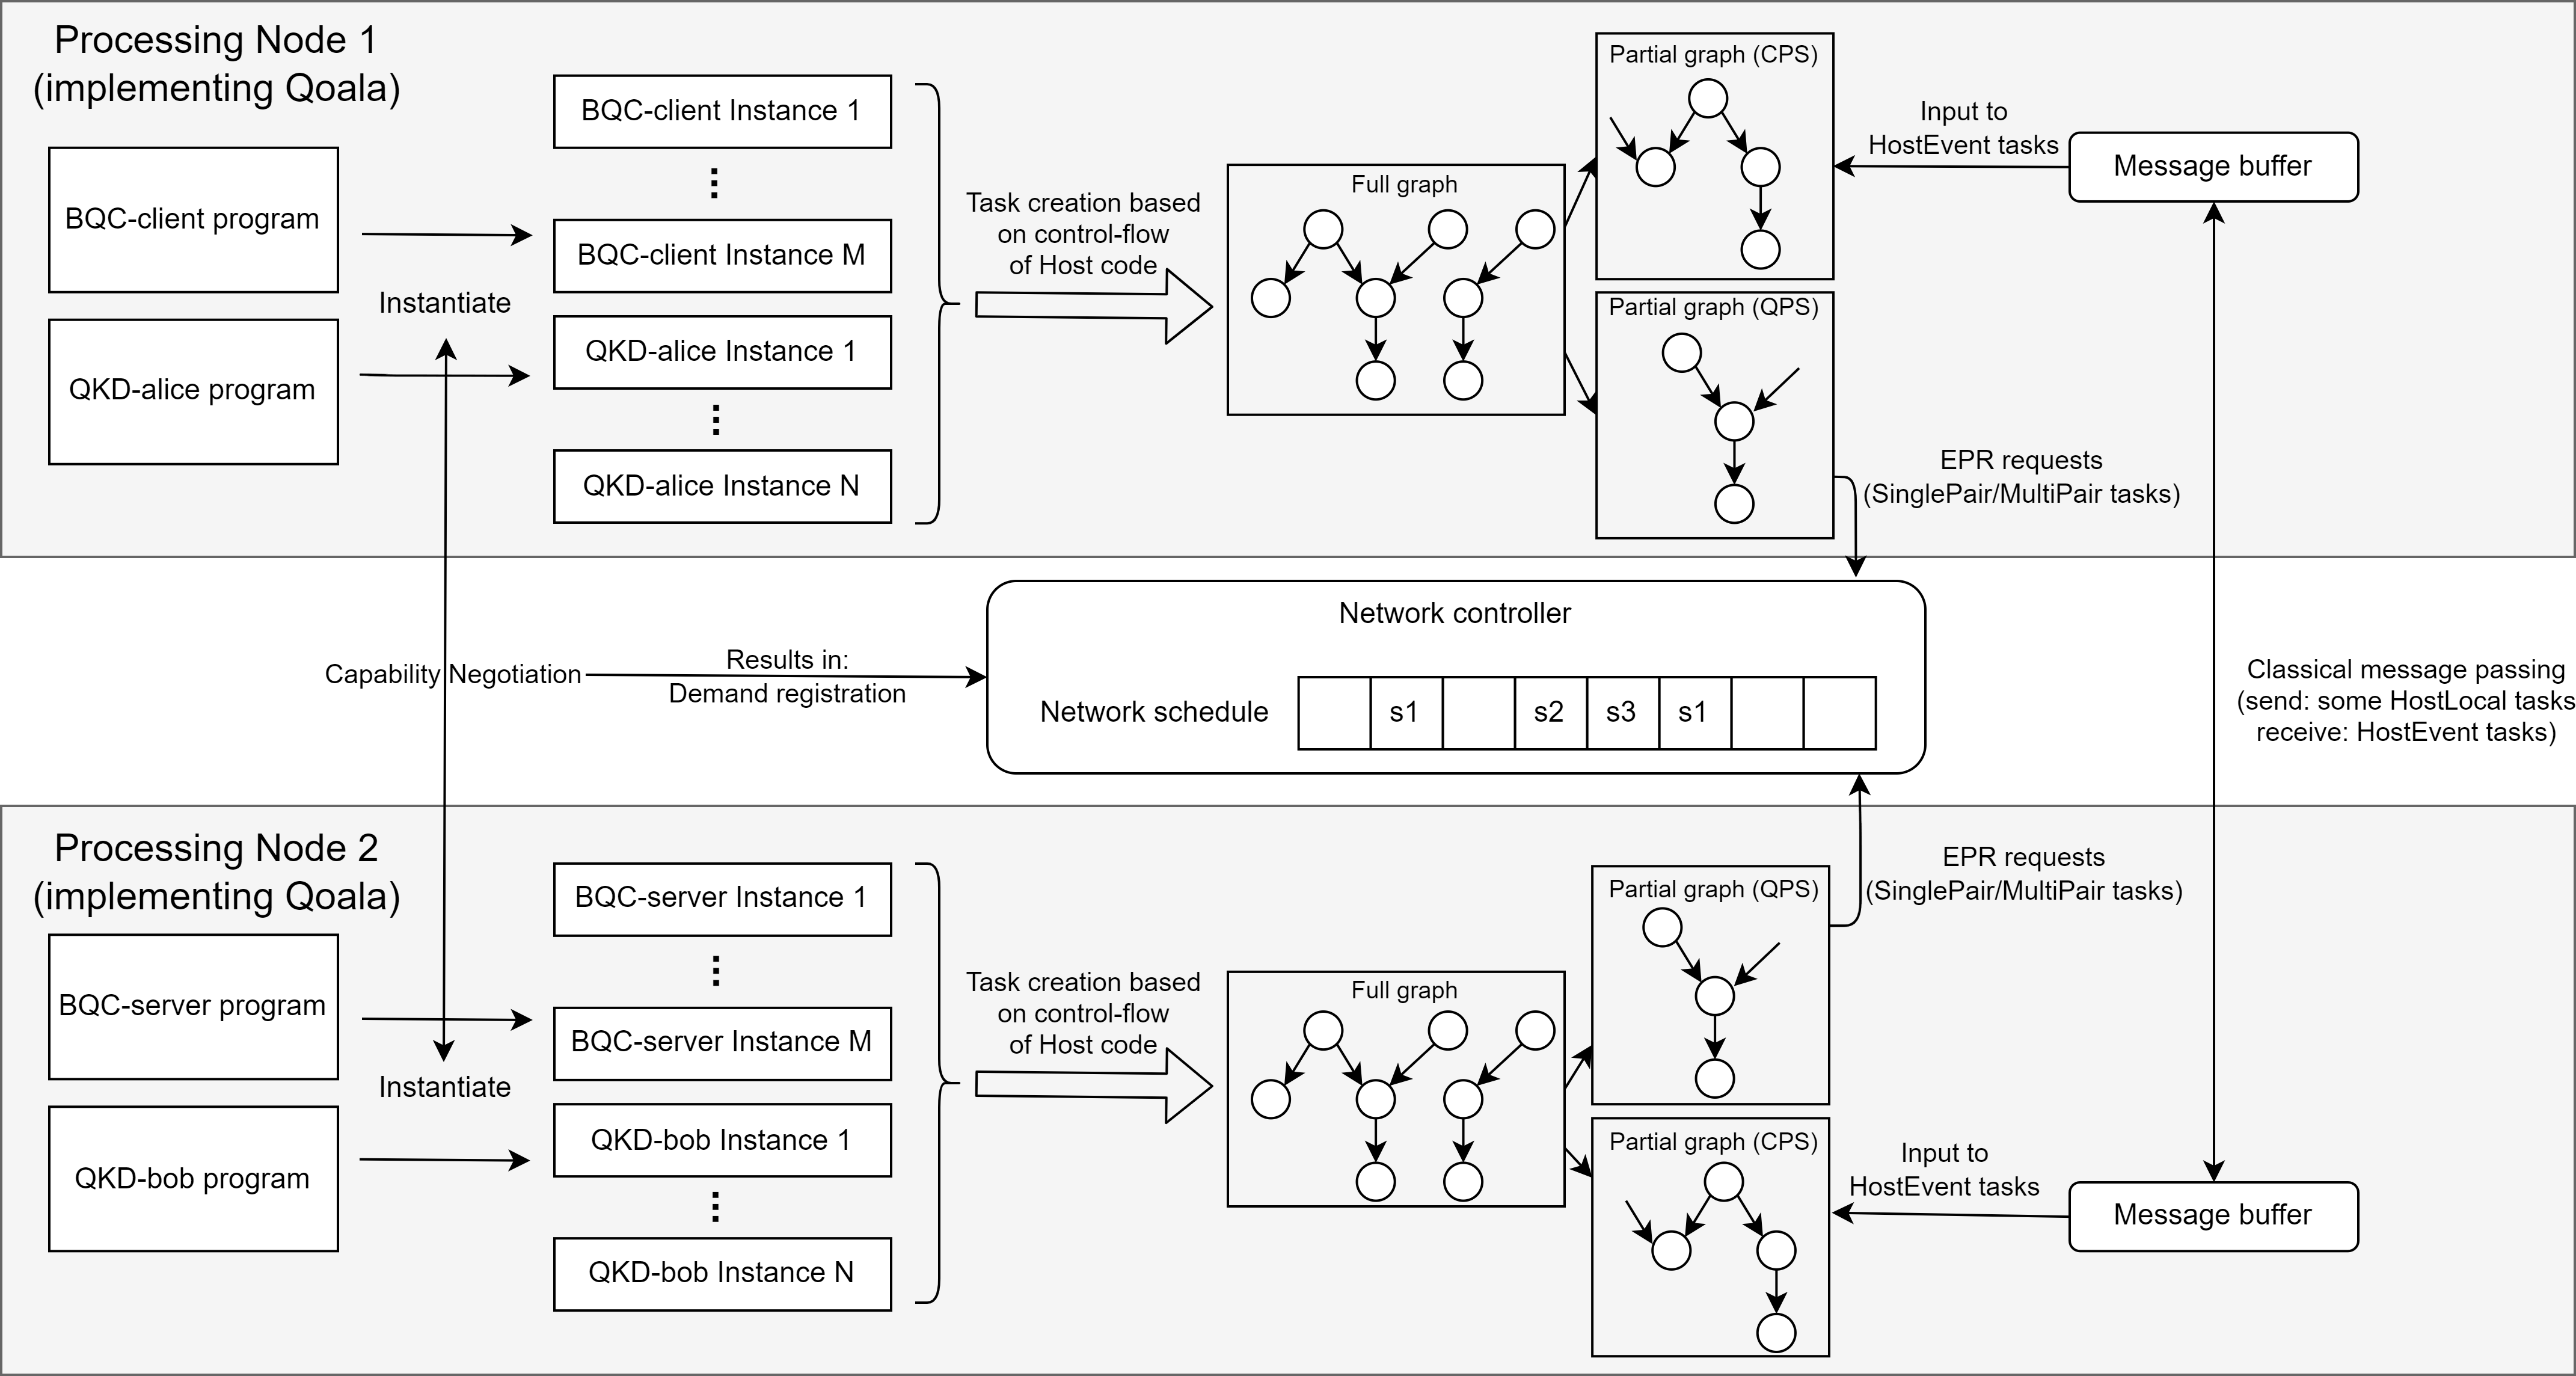 Processing Node 1
(implementing Qoala)
BQC-client program
QKD-alice program
Instantiate
BQC-client Instance 1
BQC-client Instance M
QKD-alice Instance 1
QKD-alice Instance N
Task creation based
on control-flow
of Host code
Full graph
Partial graph (CPS)
Partial graph (QPS)
Input to
HostEvent tasks
Message buffer
EPR requests
(SinglePair/MultiPair tasks)
Capability Negotiation
Results in:
Demand registration
Network controller
Network schedule
s1
s2
s3
s1
Classical message passing
(send: some HostLocal tasks
receive: HostEvent tasks)
Processing Node 2
(implementing Qoala)
BQC-server program
QKD-bob program
Instantiate
BQC-server Instance 1
BQC-server Instance M
QKD-bob Instance 1
QKD-bob Instance N
Task creation based
on control-flow
of Host code
Full graph
Partial graph (QPS)
Partial graph (CPS)
EPR requests
(SinglePair/MultiPair tasks)
Input to
HostEvent tasks
Message buffer